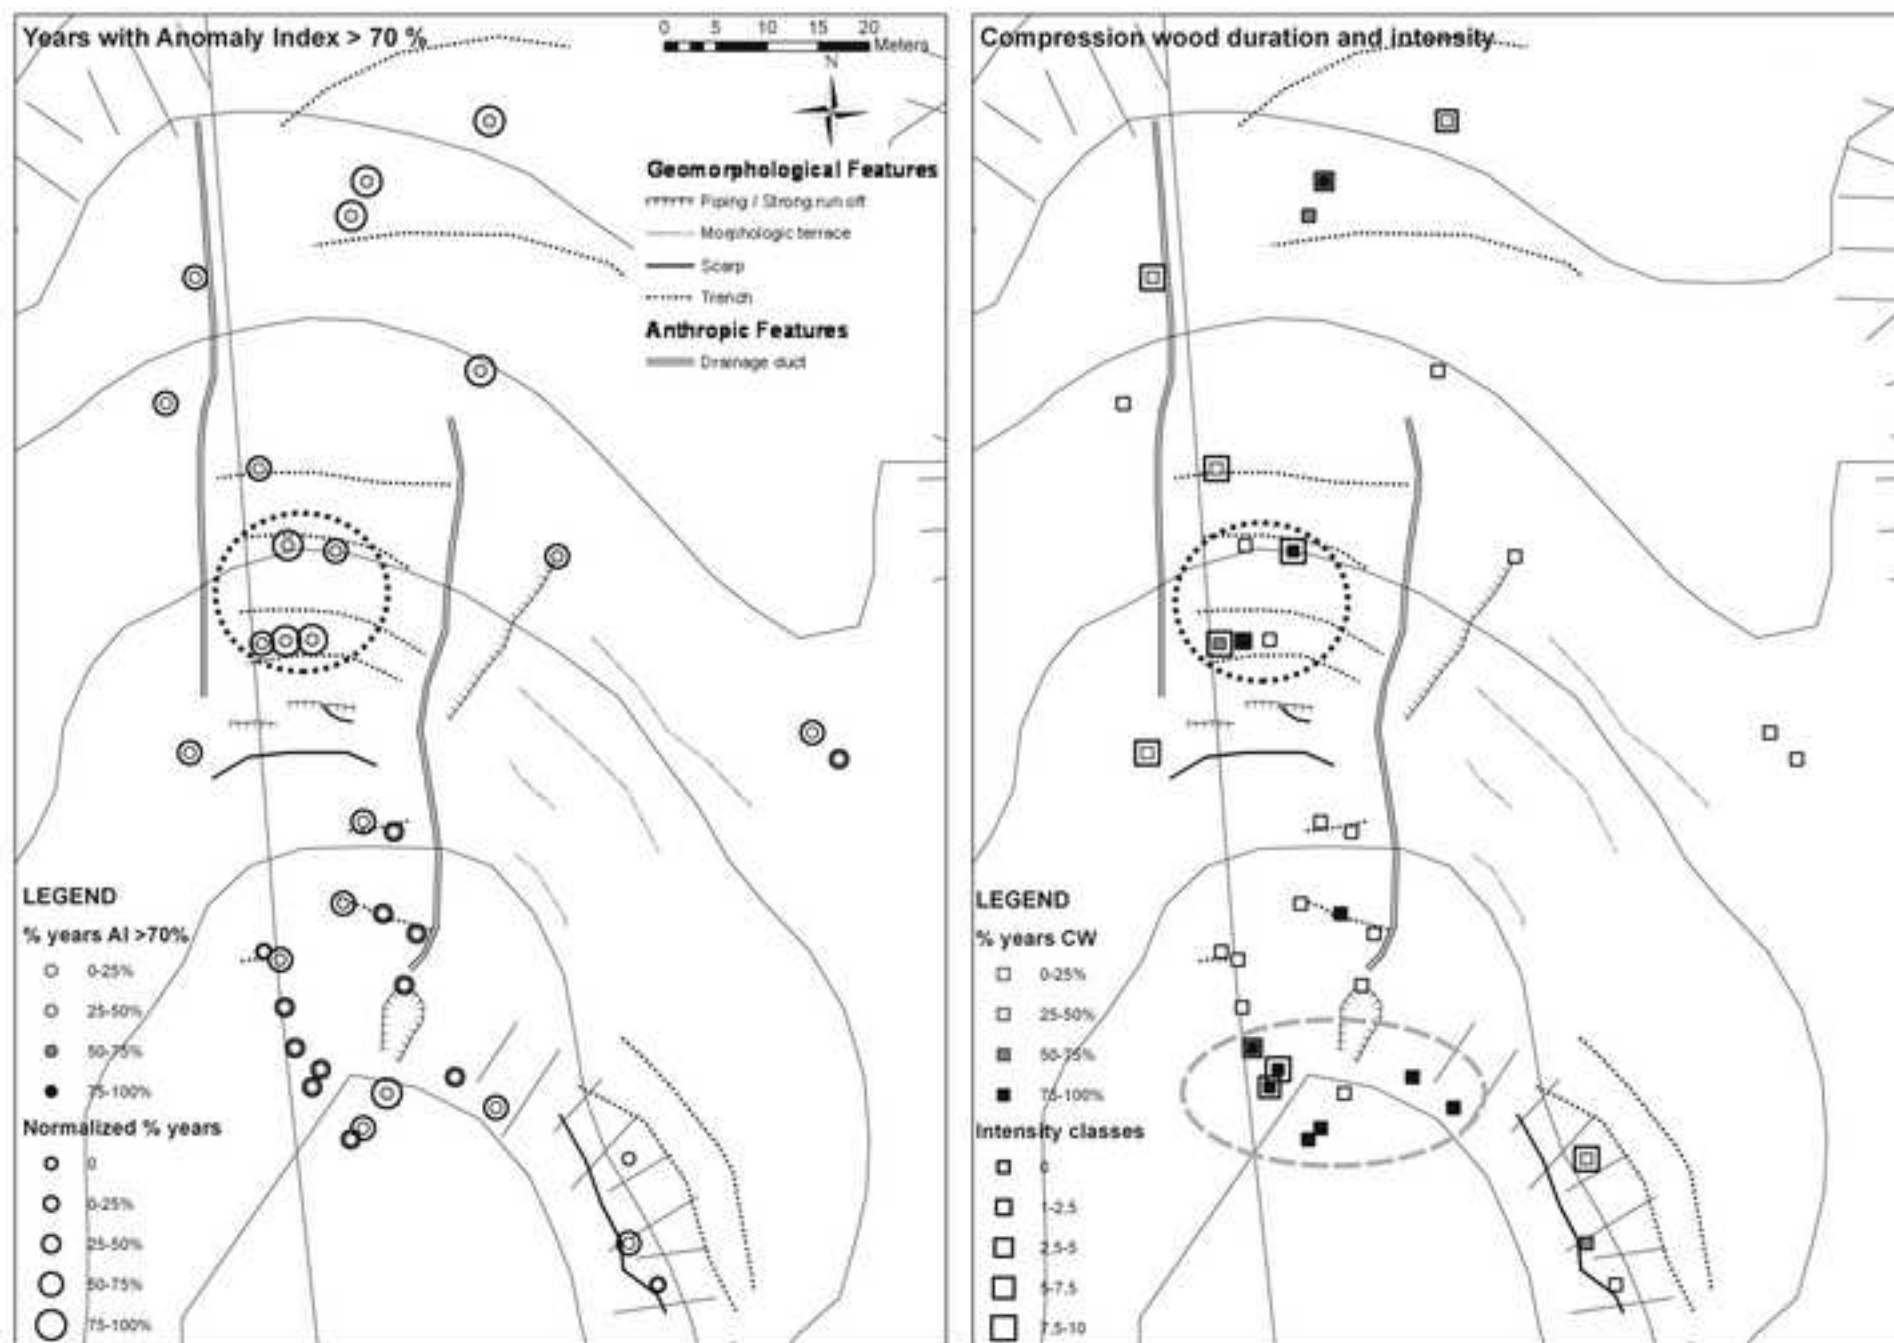 Years with Anomaly Index > 70 %
0 5 10 15 20
Meters
N
Geomorphological Features
Piping / Strong run off
Morphologic terrace
Scarp
Trench
Anthropic Features
Drainage duct
LEGEND
% years AI >70%
0-25%
25-50%
50-75%
75-100%
Normalized % years
0
0-25%
25-50%
50-75%
75-100%
Compression wood duration and intensity
LEGEND
% years CW
0-25%
25-50%
50-75%
75-100%
Intensity classes
0
1-2.5
2.5-5
5-7.5
7.5-10